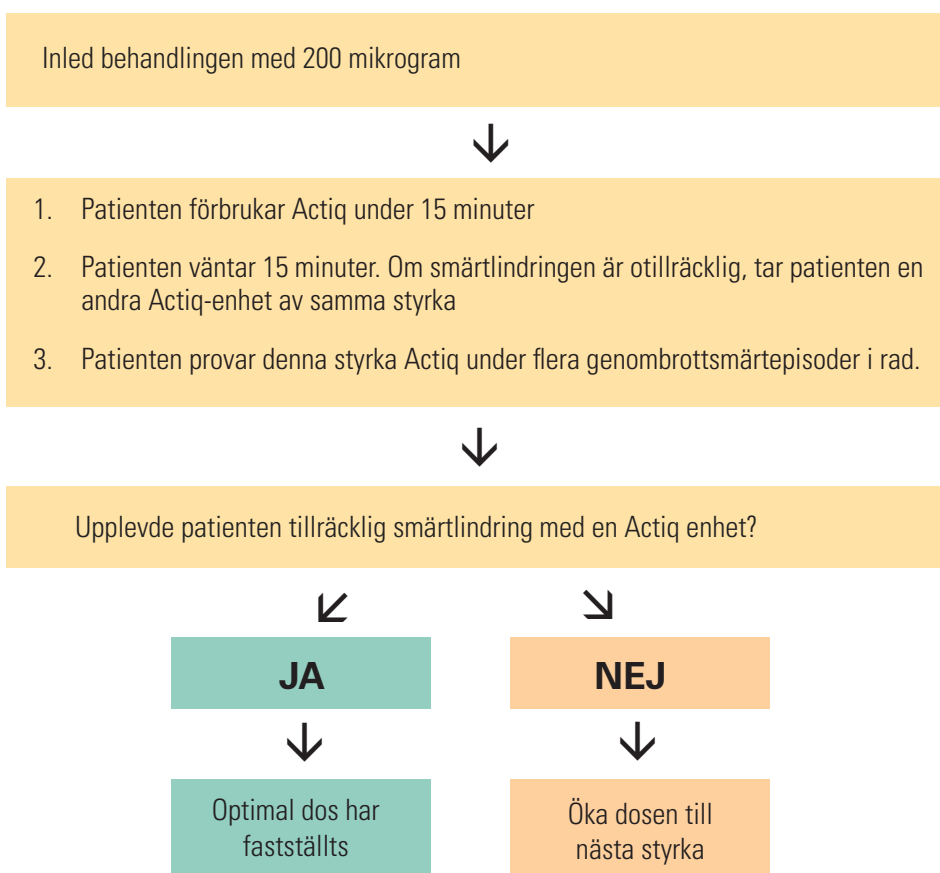 Inled behandlingen med 200 mikrogram
1. Patienten förbrukar Actiq under 15 minuter
2. Patienten väntar 15 minuter. Om smärtlindringen är otillräcklig, tar patienten en
andra Actiq-enhet av samma styrka
3. Patienten provar denna styrka Actiq under flera genombrottsmärtepisoder i rad.
Upplevde patienten tillräcklig smärtlindring med en Actiq enhet?
JA
NEJ
Optimal dos har
fastställts
Öka dosen till
nästa styrka